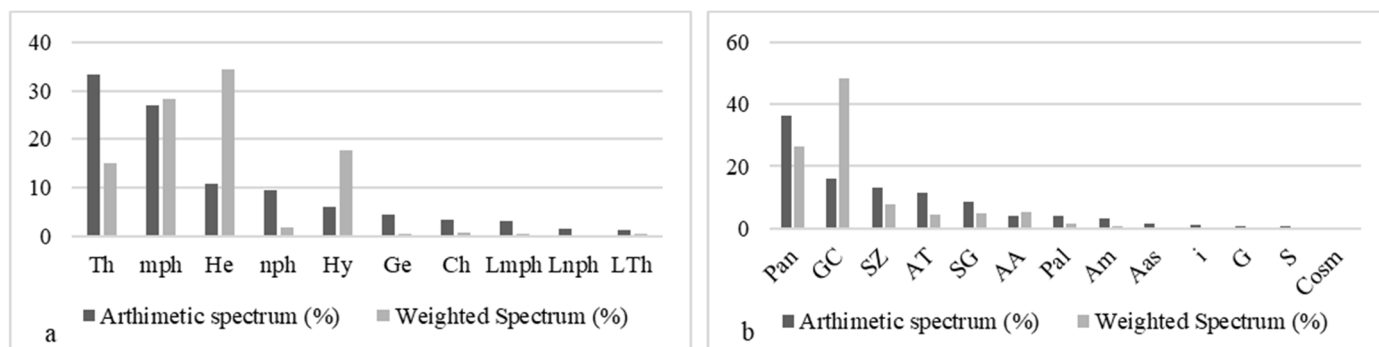 40
30
20
10
0
Th mph He nph Hy Ge Ch Lmph Lnph LTh
Arthimetic spectrum (%) Weighted Spectrum (%)
a
60
40
20
0
Pan GC SZ AT SG AA Pal Am Aas i G S Cosm
Arthimetic spectrum (%) Weighted Spectrum (%)
b